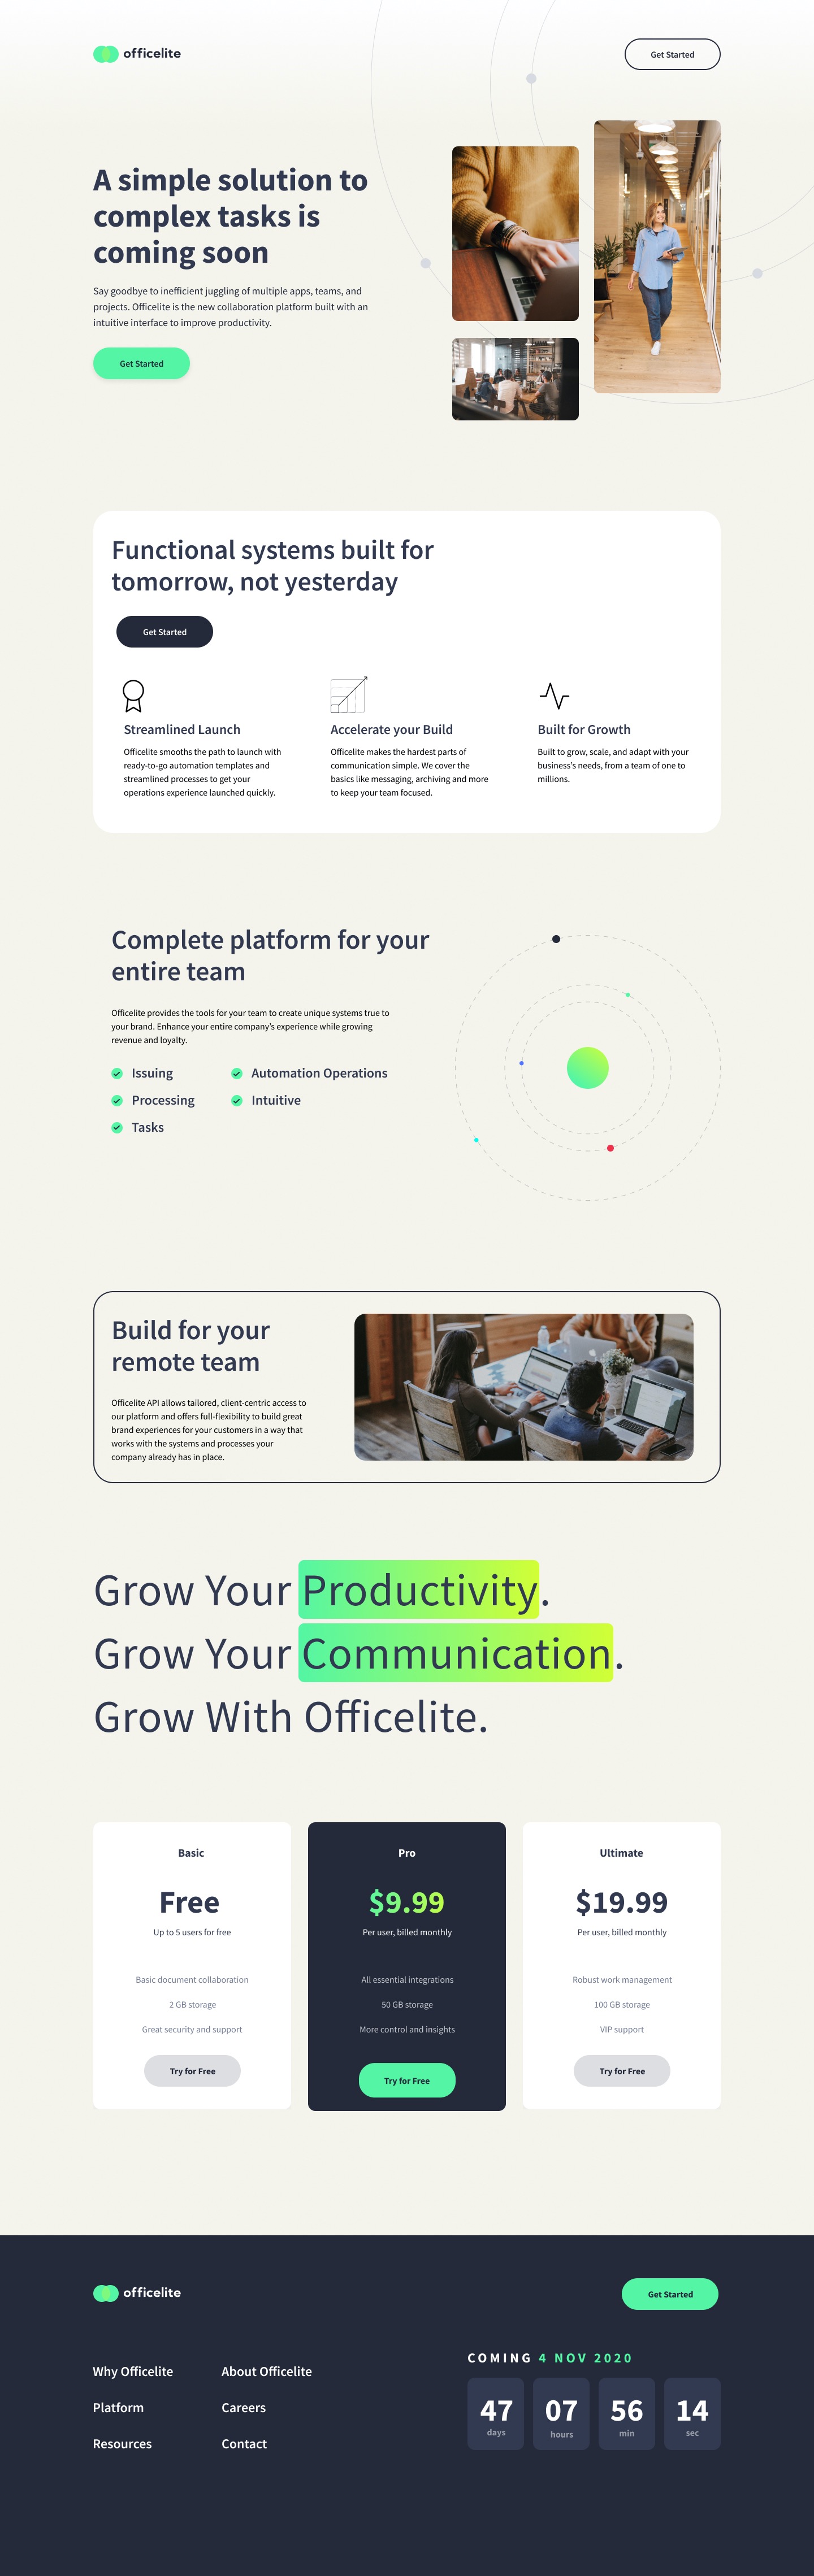 officelite
Get Started
A simple solution to
complex tasks is
coming soon
Say goodbye to inefficient juggling of multiple apps, teams, and
projects. Officelite is the new collaboration platform built with an
intuitive interface to improve productivity.
Get Started
Functional systems built for
tomorrow, not yesterday
Get Started
Streamlined Launch
Officelite smooths the path to launch with
ready-to-go automation templates and
streamlined processes to get your
operations experience launched quickly.
Accelerate your Build
Officelite makes the hardest parts of
communication simple. We cover the
basics like messaging, archiving and more
to keep your team focused.
Built for Growth
Built to grow, scale, and adapt with your
business's needs, from a team of one to
millions.
Complete platform for your
entire team
Officelite provides the tools for your team to create unique systems true to
your brand. Enhance your entire company's experience while growing
revenue and loyalty.
Issuing
Processing
Tasks
Automation Operations
Intuitive
Build for your
remote team
Officelite API allows tailored, client-centric access to
our platform and offers full-flexibility to build great
brand experiences for your customers in a way that
works with the systems and processes your
company already has in place.
Grow Your Productivity.
Grow Your Communication.
Grow With Officelite.
Basic
Free
Up to 5 users for free
Basic document collaboration
2 GB storage
Great security and support
Try for Free
Pro
$9.99
Per user, billed monthly
All essential integrations
50 GB storage
More control and insights
Try for Free
Ultimate
$19.99
Per user, billed monthly
Robust work management
100 GB storage
VIP support
Try for Free
officelite
Get Started
Why Officelite
Platform
Resources
About Officelite
Careers
Contact
COMING 4 NOV 2020
47
days
07
hours
56
min
14
sec